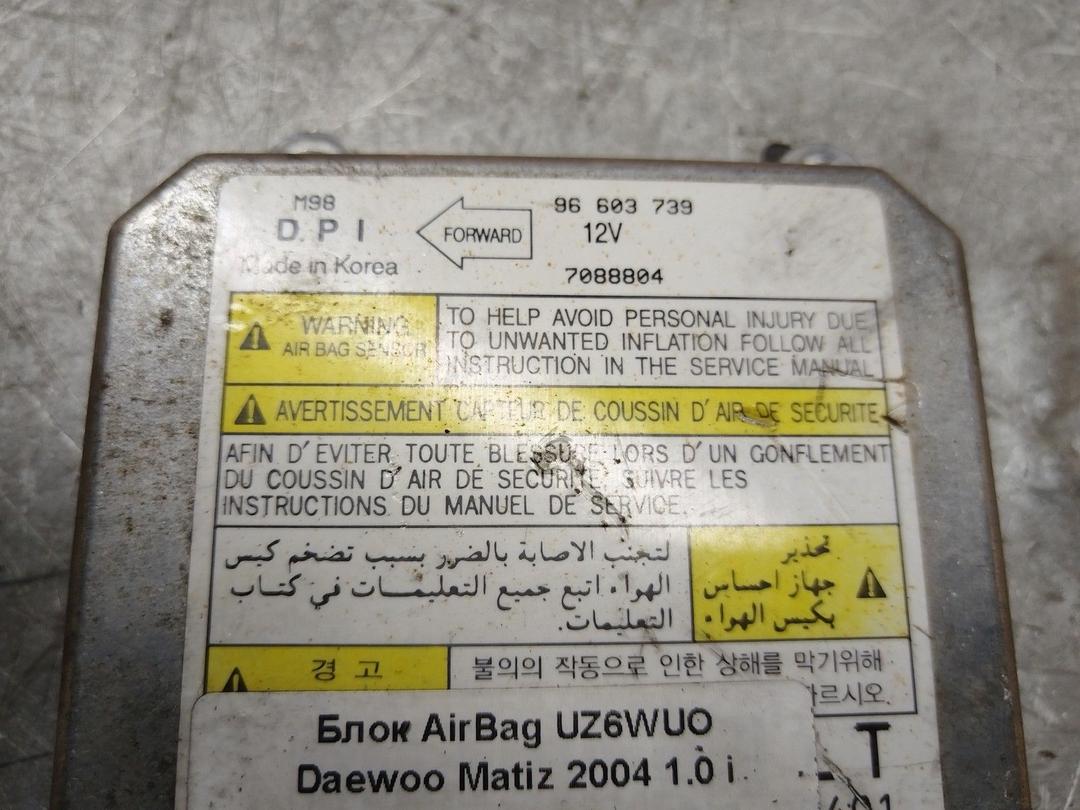 M98
D. P I
Made in Korea
FORWARD
96 603 739
12V
7088804
WARNING
AIR BAG SENSOR
TO HELP AVOID PERSONAL INJURY DUE
TO UNWANTED INFLATION FOLLOW ALL
INSTRUCTION IN THE SERVICE MANUAL
AVERTISSEMENT CAPTEUR DE COUSSIN D' AIR DE SECURITE
AFIN D' EVITER TOUTE BLESSURE LORS D' UN GONFLEMENT
DU COUSSIN D' AIR DE SECURITE, SUIVRE LES
INSTRUCTIONS DU MANUEL DE SERVICE.
تحذير
جهاز احساس
بكيس الهواء
لتجنب الاصابة بالضرر بسبب تضخم كيس
الهواء اتبع جميع التعليمات في كتاب
التعليمات.
경 고
불의의 작동으로 인한 상해를 막기위해
따르시오.
Блок AirBag UZ6WUO
Daewoo Matiz 2004 1.0 i
T